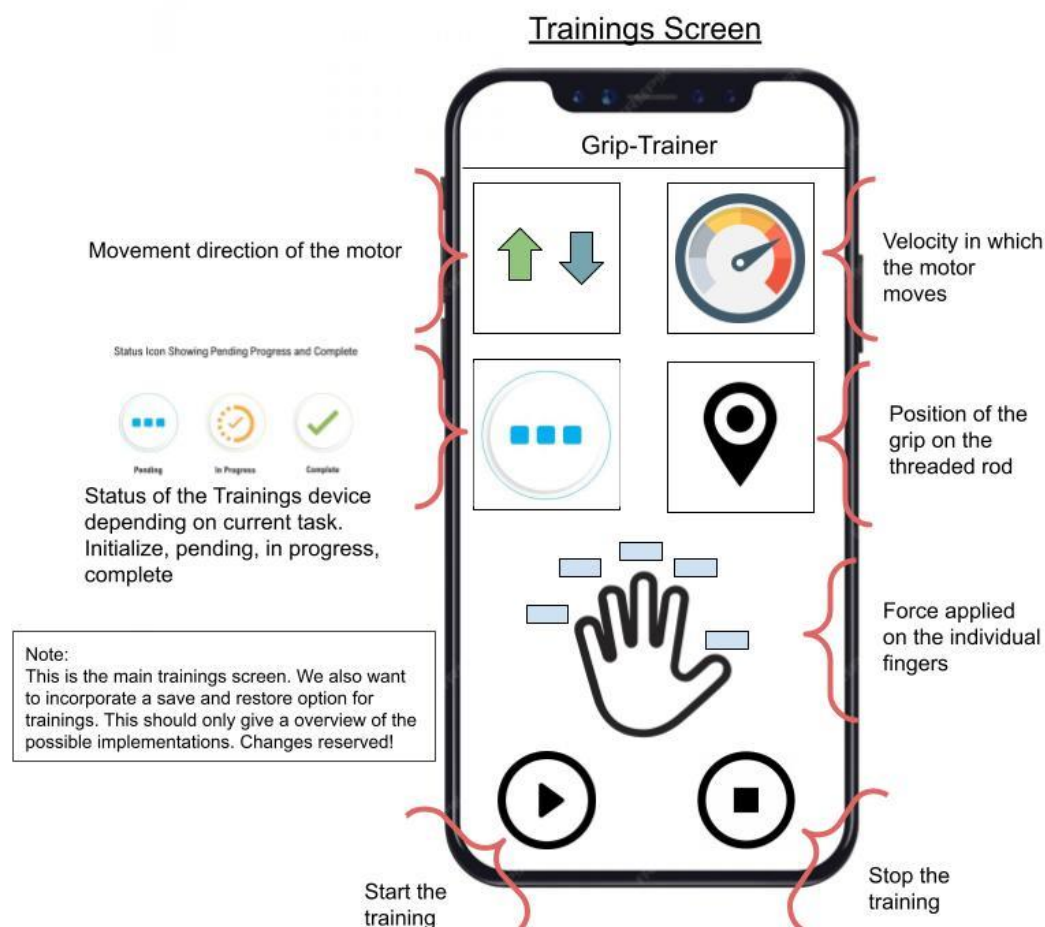 Trainings Screen
Grip-Trainer
Movement direction of the motor
Velocity in which
the motor
moves
Status Icon Showing Pending Progress and Complete
Pending
In Progress
Complete
Status of the Trainings device
depending on current task.
Initialize, pending, in progress,
complete
Position of the
grip on the
threaded rod
Force applied
on the individual
fingers
Note:
This is the main trainings screen. We also want
to incorporate a save and restore option for
trainings. This should only give a overview of the
possible implementations. Changes reserved!
Start the
training
Stop the
training